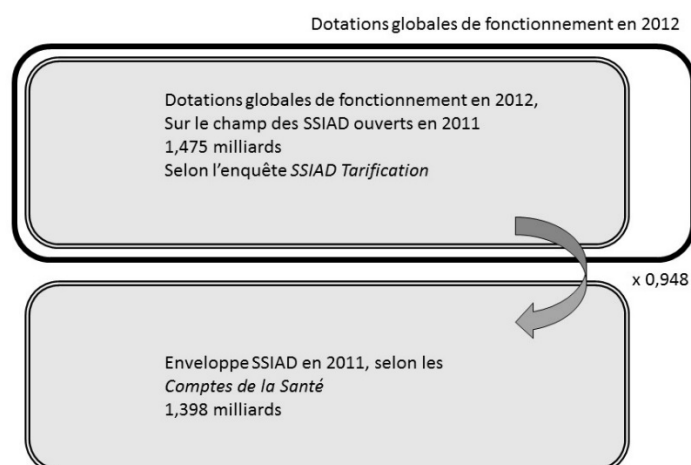 Dotations globales de fonctionnement en 2012
Dotations globales de fonctionnement en 2012,
Sur le champ des SSIAD ouverts en 2011
1,475 milliards
Selon l'enquête SSIAD Tarification
x 0,948
Enveloppe SSIAD en 2011, selon les
Comptes de la Santé
1,398 milliards